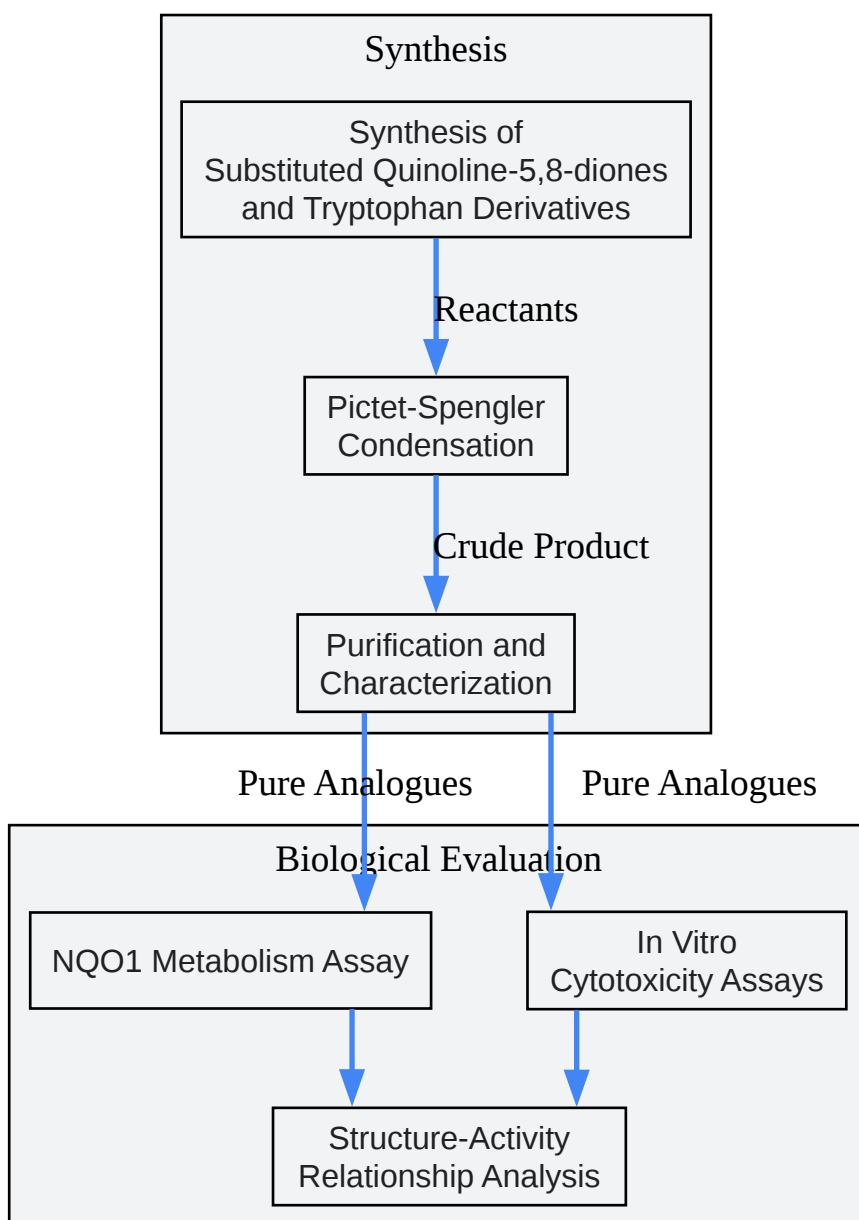 Synthesis
Synthesis of
Substituted Quinoline-5,8-diones
and Tryptophan Derivatives
Reactants
Pictet-Spengler
Condensation
Crude Product
Purification and
Characterization
Pure Analogues
Pure Analogues
Biological Evaluation
NQO1 Metabolism Assay
In Vitro
Cytotoxicity Assays
Structure-Activity
Relationship Analysis